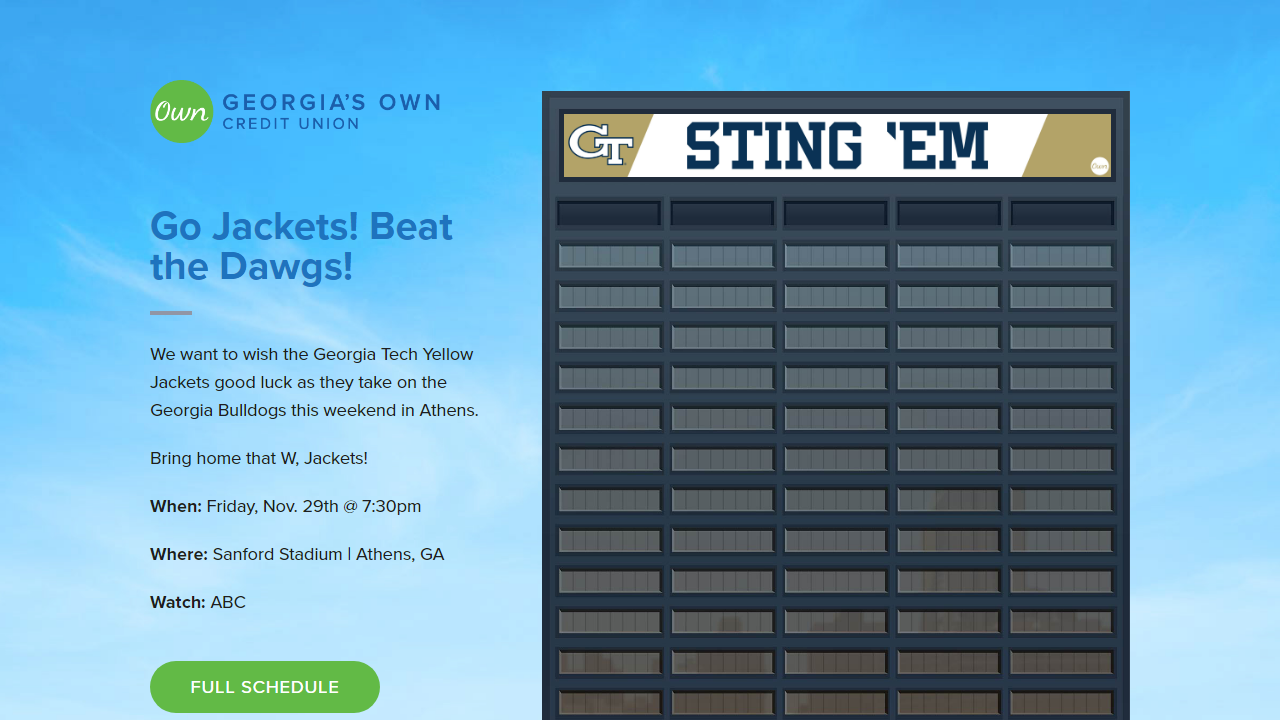 Own
GEORGIA'S OWN
CREDIT UNION
GT
STING 'EM
Own
Go Jackets! Beat
the Dawgs!
We want to wish the Georgia Tech Yellow
Jackets good luck as they take on the
Georgia Bulldogs this weekend in Athens.
Bring home that W, Jackets!
When: Friday, Nov. 29th @ 7:30pm
Where: Sanford Stadium | Athens, GA
Watch: ABC
FULL SCHEDULE